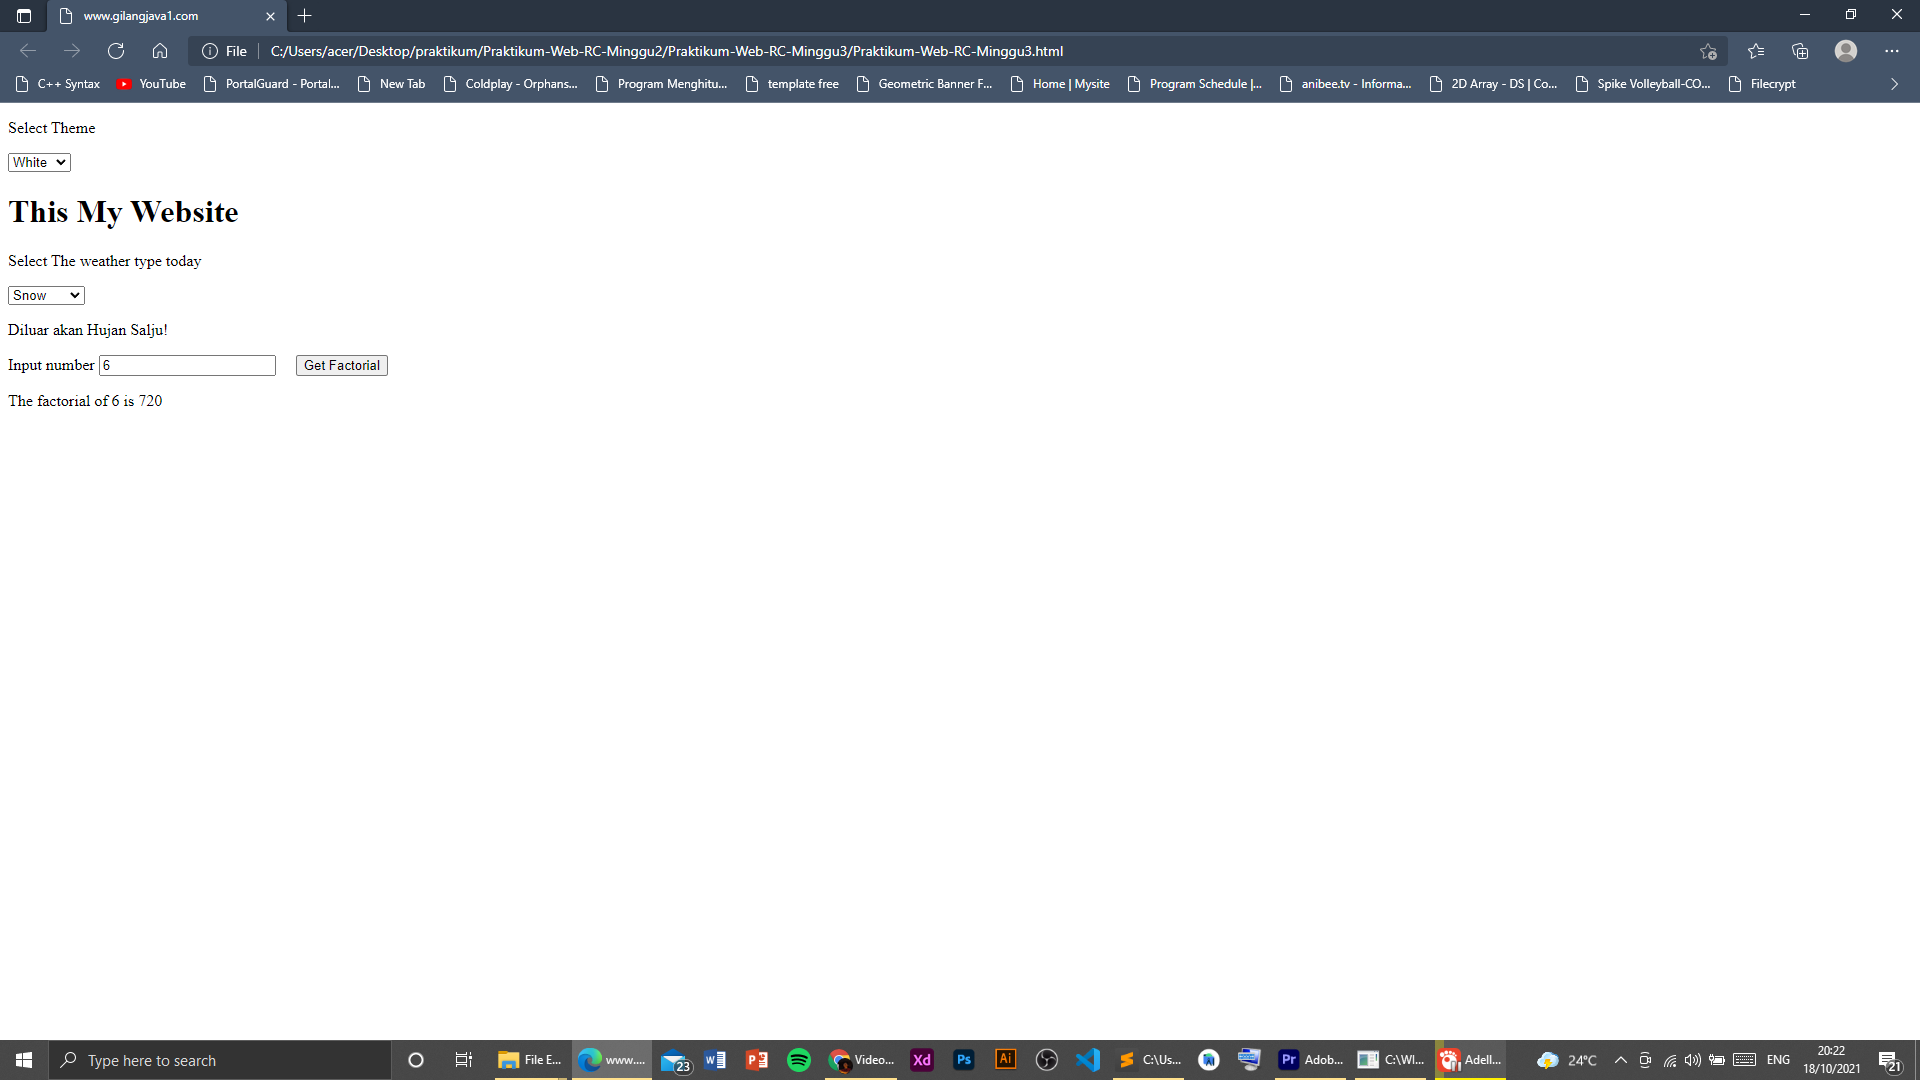 www.gilangjava1.com
File C:/Users/acer/Desktop/praktikum/Praktikum-Web-RC-Minggu2/Praktikum-Web-RC-Minggu3/Praktikum-Web-RC-Minggu3.html
C++ Syntax YouTube PortalGuard - Portal... New Tab Coldplay - Orphans... Program Menghitu... template free Geometric Banner F... Home | Mysite Program Schedule |... anibee.tv - Informa... 2D Array - DS | Co... Spike Volleyball-CO... Filecrypt
Select Theme
White
This My Website
Select The weather type today
Snow
Diluar akan Hujan Salju!
Input number 6 Get Factorial
The factorial of 6 is 720
Type here to search File E... www.... 23 Video... Xd Ps Ai C:\Us... Pr Adob... C:\WI... Adell... 24°C ENG 20:22
18/10/2021 21